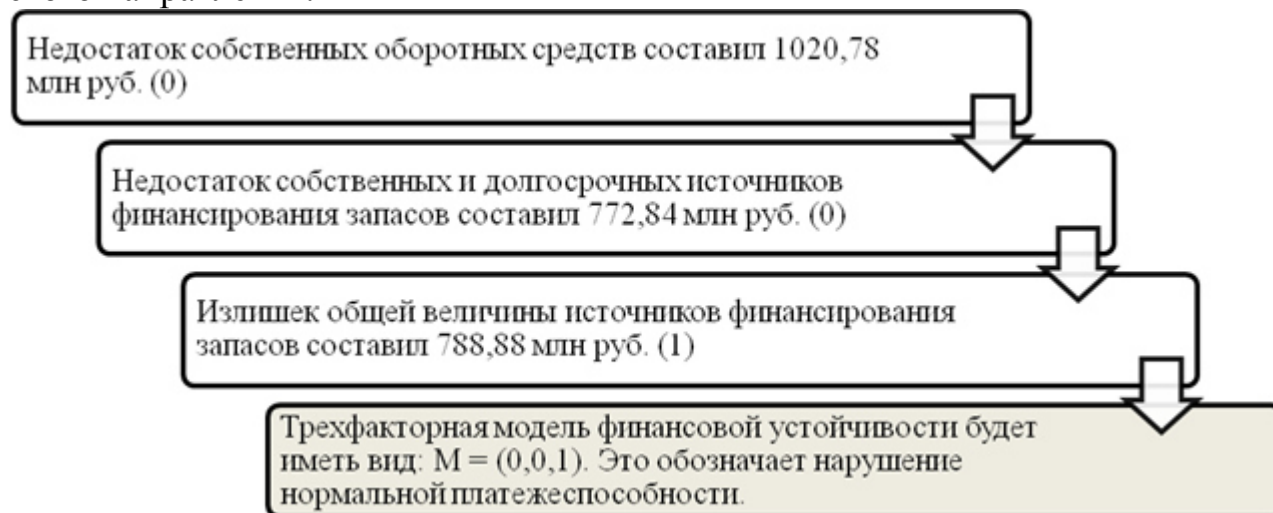 Недостаток собственных оборотных средств составил 1020,78
млн руб. (0)
Недостаток собственных и долгосрочных источников
финансирования запасов составил 772,84 млн руб. (0)
Излишек общей величины источников финансирования
запасов составил 788,88 млн руб. (1)
Трехфакторная модель финансовой устойчивости будет
иметь вид: М = (0,0,1). Это обозначает нарушение
нормальной платежеспособности.